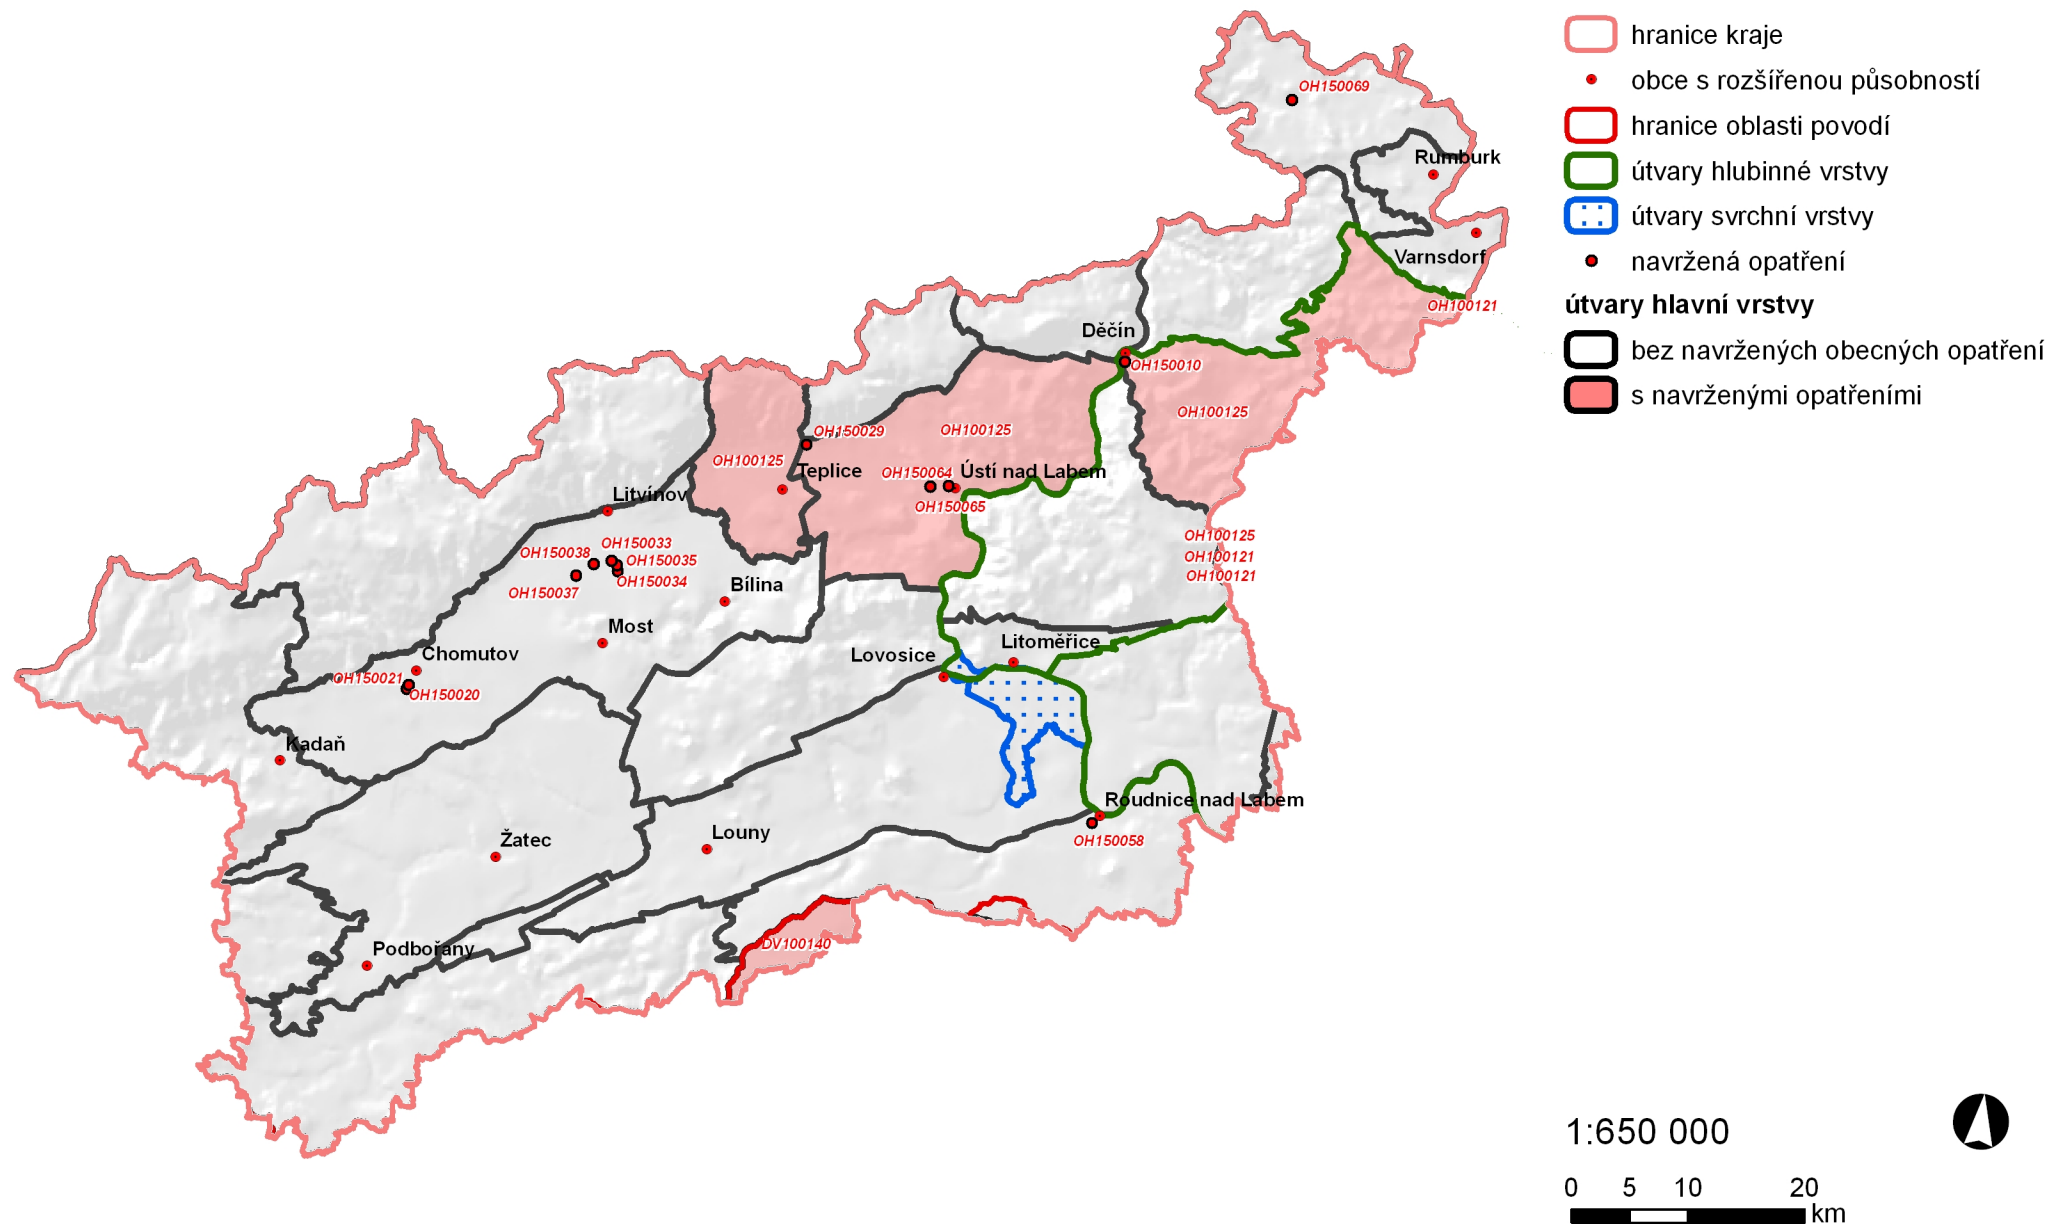 hranice kraje
obce s rozšířenou působností
hranice oblasti povodí
útvary hlubinné vrstvy
útvary svrchní vrstvy
navržená opatření
útvary hlavní vrstvy
bez navržených obecných opatření
s navrženými opatřeními
OH150069
Rumburk
Varnsdorf
OH100121
Děčín
OH150010
OH100125
OH150029
OH100125
OH100125
Teplice
OH150064
Ústí nad Labem
OH150065
Litvínov
OH150033
OH150038
OH150035
OH150034
OH150037
OH100125
OH100121
OH100121
Bílina
Most
Litoměřice
Lovosice
Chomutov
OH150021
OH150020
Kadaň
Roudnice nad Labem
OH150058
Louny
Žatec
Podbořany
DV100140
1:650 000
0 5 10 20
km